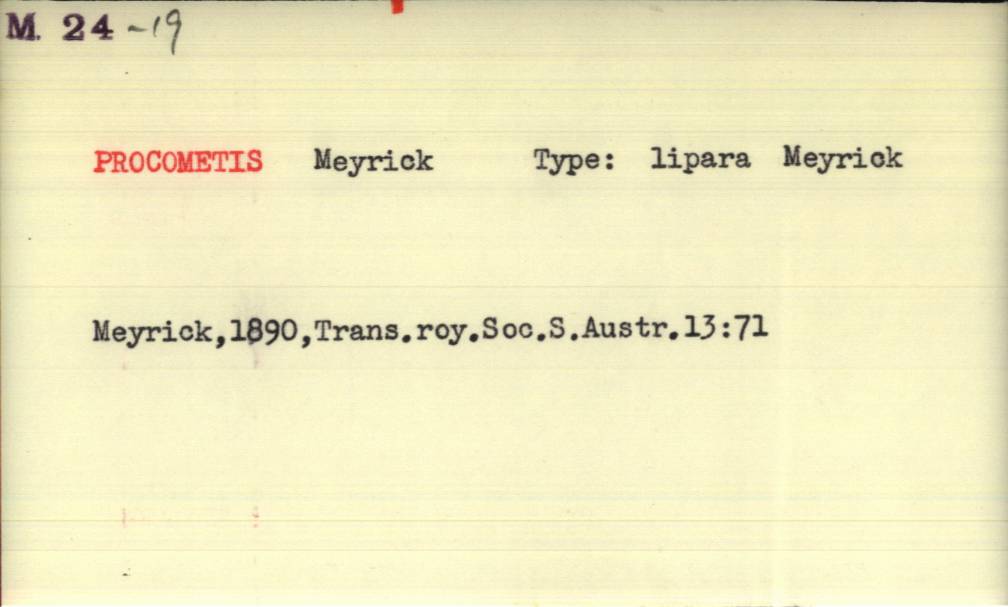 M. 24 -19
PROCOMETIS Meyrick Type: lipara Meyrick
Meyrick,1890,Trans.roy.Soc.S.Austr.13:71